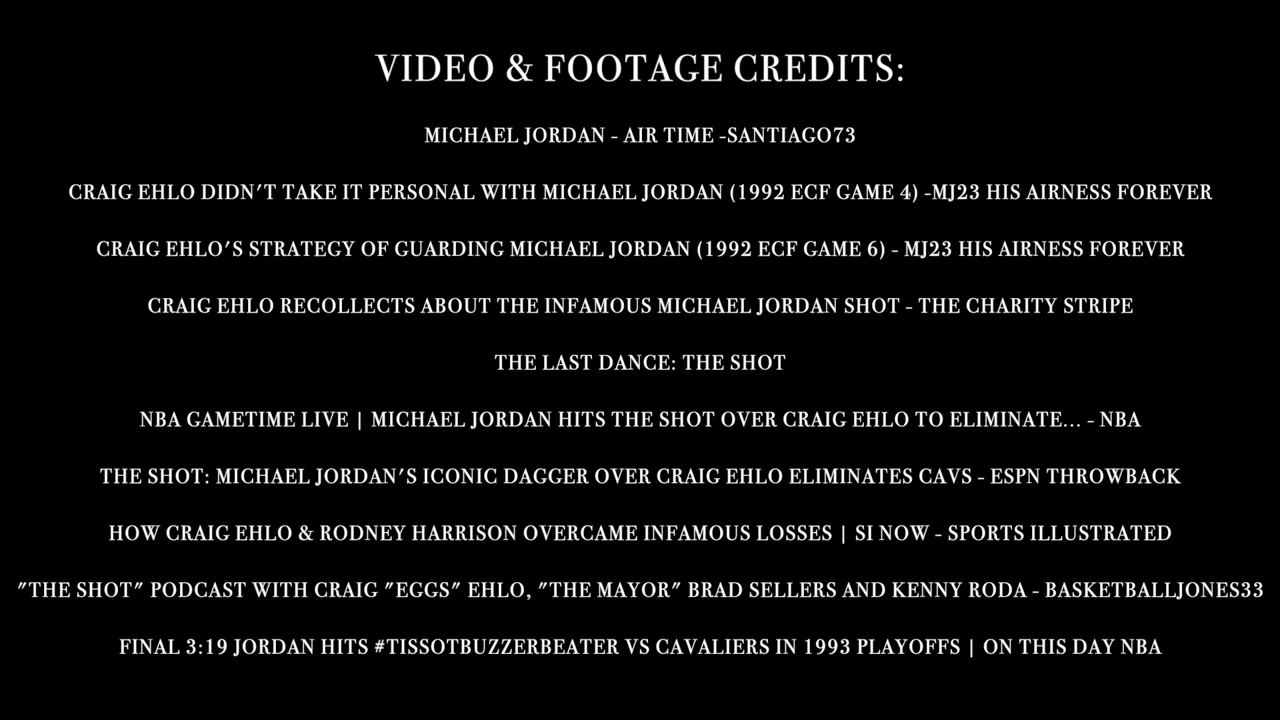 VIDEO & FOOTAGE CREDITS:
MICHAEL JORDAN - AIR TIME -SANTIAGO73
CRAIG EHLO DIDN'T TAKE IT PERSONAL WITH MICHAEL JORDAN (1992 ECF GAME 4) -MJ23 HIS AIRNESS FOREVER
CRAIG EHLO'S STRATEGY OF GUARDING MICHAEL JORDAN (1992 ECF GAME 6) - MJ23 HIS AIRNESS FOREVER
CRAIG EHLO RECOLLECTS ABOUT THE INFAMOUS MICHAEL JORDAN SHOT - THE CHARITY STRIPE
THE LAST DANCE: THE SHOT
NBA GAMETIME LIVE | MICHAEL JORDAN HITS THE SHOT OVER CRAIG EHLO TO ELIMINATE... - NBA
THE SHOT: MICHAEL JORDAN'S ICONIC DAGGER OVER CRAIG EHLO ELIMINATES CAVS - ESPN THROWBACK
HOW CRAIG EHLO & RODNEY HARRISON OVERCAME INFAMOUS LOSSES | SI NOW - SPORTS ILLUSTRATED
"THE SHOT" PODCAST WITH CRAIG "EGGS" EHLO, "THE MAYOR" BRAD SELLERS AND KENNY RODA - BASKETBALLJONES33
FINAL 3:19 JORDAN HITS #TISSOTBUZZERBEATER VS CAVALIERS IN 1993 PLAYOFFS | ON THIS DAY NBA